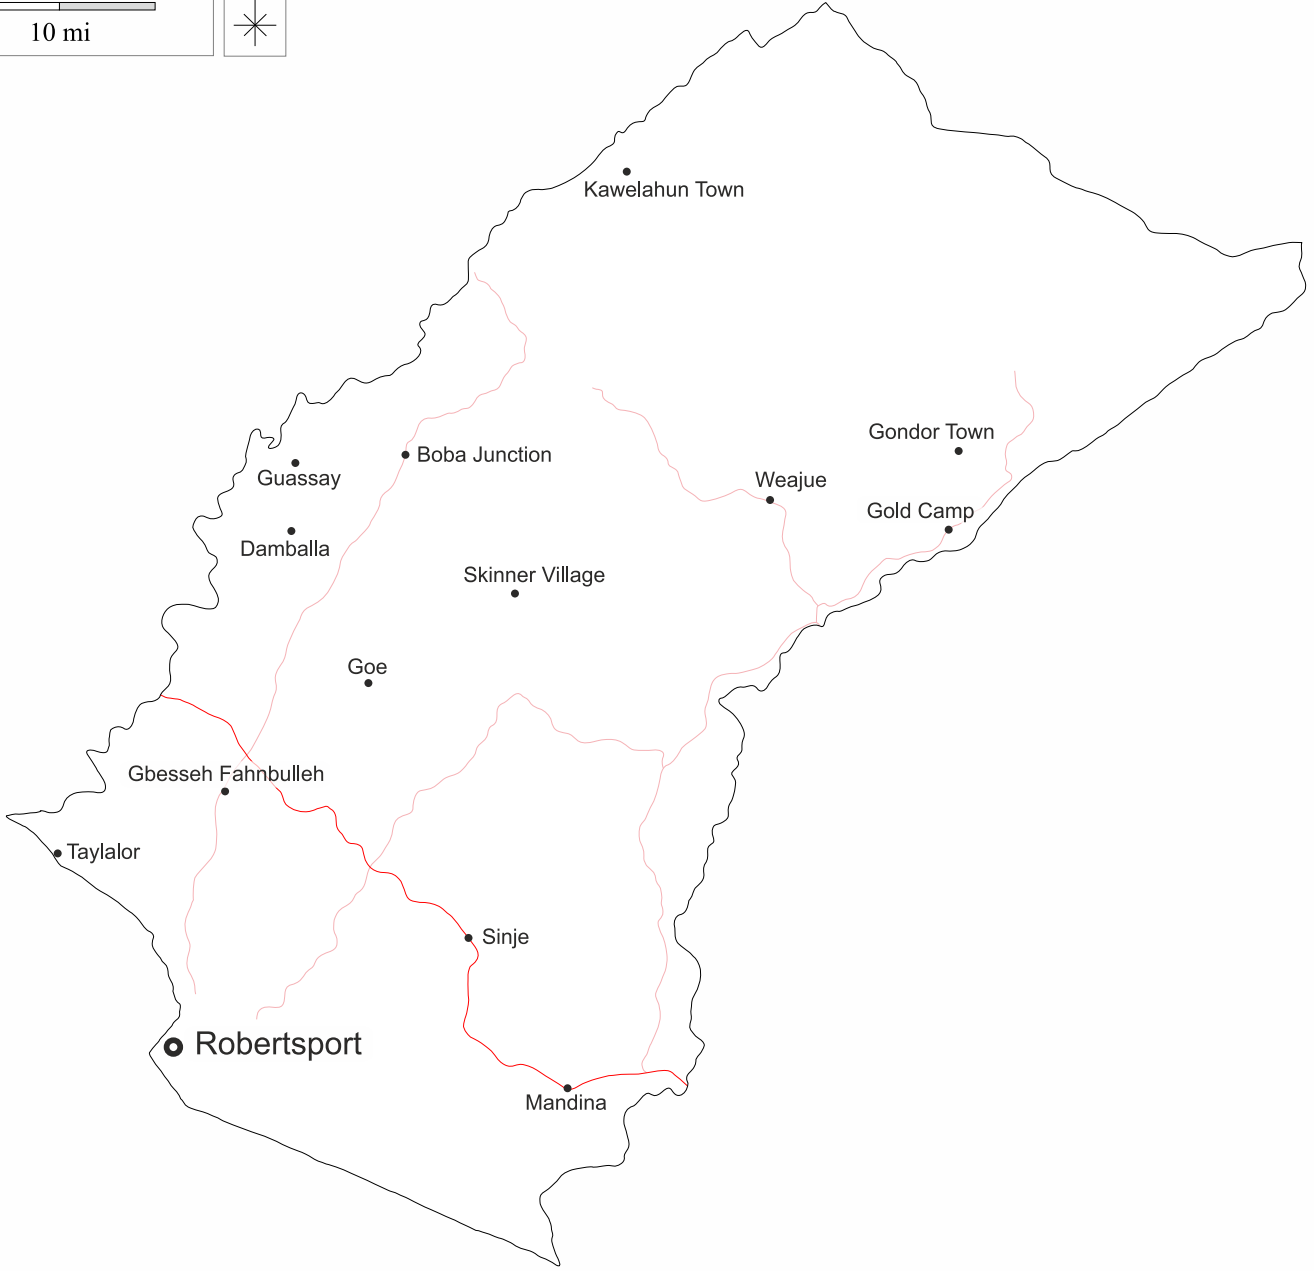 10 mi
Kawelahun Town
Gondor Town
Boba Junction
Guassay
Weajue
Gold Camp
Damballa
Skinner Village
Goe
Gbesseh Fahnbulleh
Taylalor
Sinje
Robertsport
Mandina